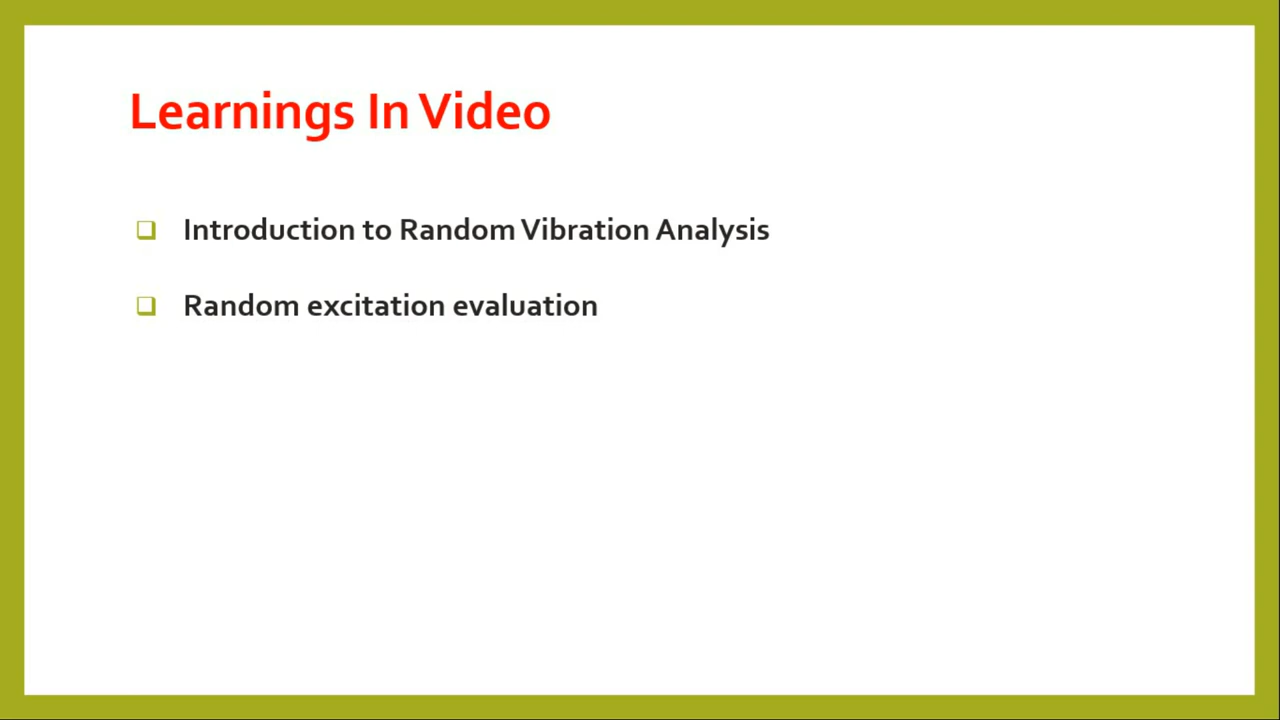 Learnings In Video
Introduction to Random Vibration Analysis
Random excitation evaluation